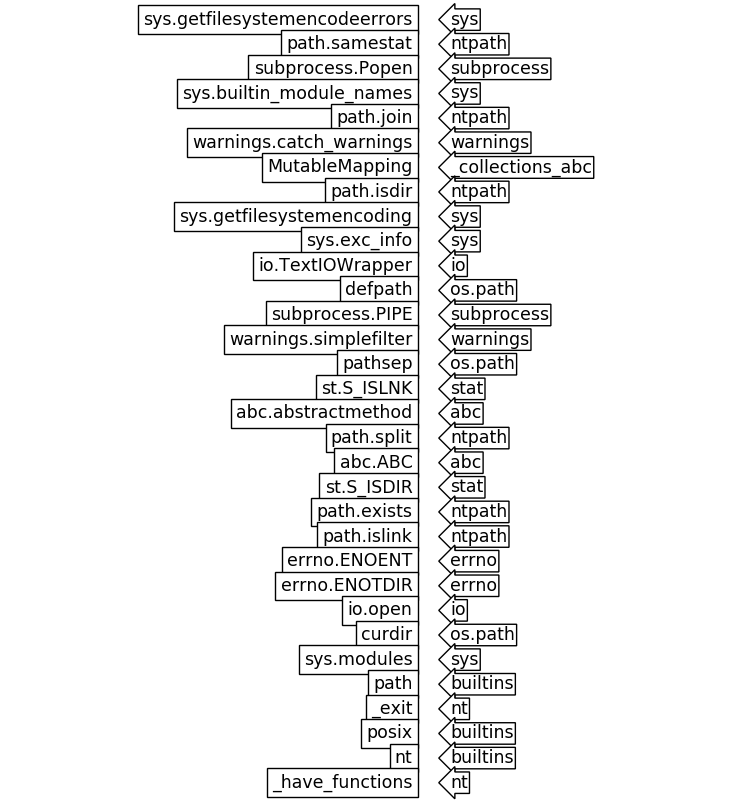 sys.getfilesystemencodeerrors sys
path.samestat ntpath
subprocess.Popen subprocess
sys.builtin_module_names sys
path.join ntpath
warnings.catch_warnings warnings
MutableMapping _collections_abc
path.isdir ntpath
sys.getfilesystemencoding sys
sys.exc_info sys
io.TextIOWrapper io
defpath os.path
subprocess.PIPE subprocess
warnings.simplefilter warnings
pathsep os.path
st.S_ISLNK stat
abc.abstractmethod abc
path.split ntpath
abc.ABC abc
st.S_ISDIR stat
path.exists ntpath
path.islink ntpath
errno.ENOENT errno
errno.ENOTDIR errno
io.open io
curdir os.path
sys.modules sys
path builtins
_exit nt
posix builtins
nt builtins
_have_functions nt